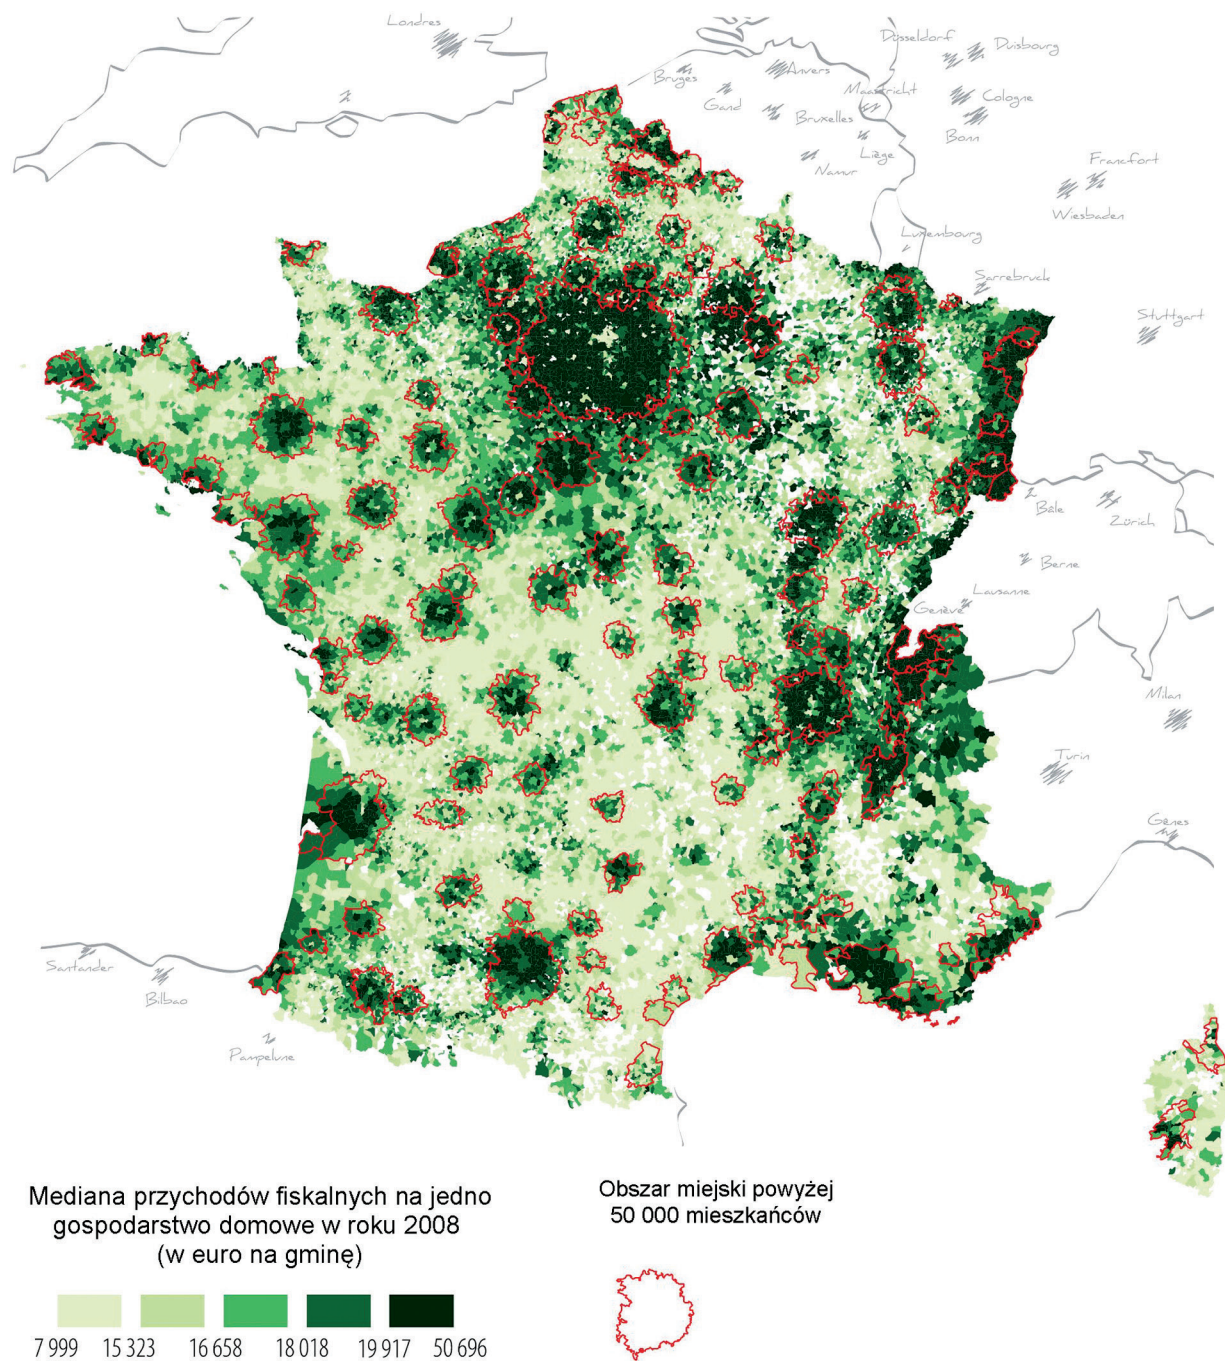 Londres
Düsseldorf
Duisbourg
Bruges
Anvers
Gand
Maastricht
Cologne
Bruxelles
Bonn
Liège
Namur
Francfort
Wiesbaden
Luxembourg
Sarrebruck
Stuttgart
Bâle
Zürich
Berne
Lausanne
Genève
Milan
Turin
Gênes
Santander
Bilbao
Pampelune
Mediana przychodów fiskalnych na jedno
gospodarstwo domowe w roku 2008
(w euro na gminę)
7 999 15 323 16 658 18 018 19 917 50 696
Obszar miejski powyżej
50 000 mieszkańców